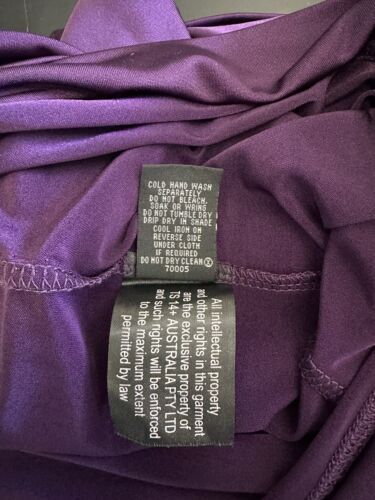 COLD HAND WASH
SEPARATELY
DO NOT BLEACH,
SOAK OR WRING
DO NOT TUMBLE DRY
DRIP DRY IN SHADE
COOL IRON ON
REVERSE SIDE
UNDER CLOTH
IF REQUIRED
DO NOT DRY CLEAN
70005
All intellectual property
and other rights in this garment
are the exclusive property of
TS 14+ AUSTRALIA PTY LTD
and such rights will be enforced
to the maximum extent
permitted by law